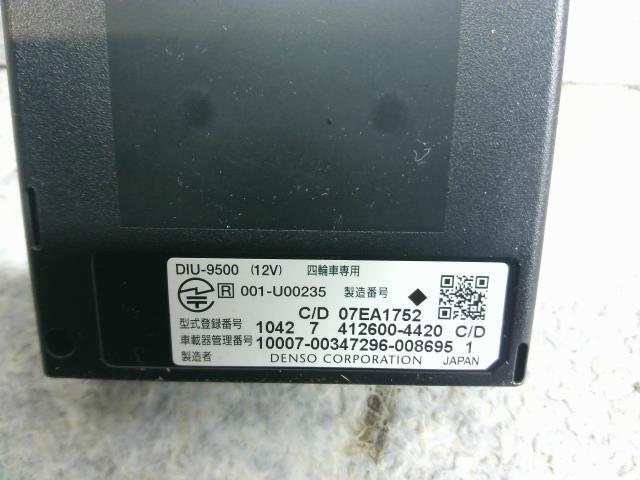 DIU-9500 (12V) 四輪車専用
R 001-U00235 製造番号
C/D 07EA1752
型式登録番号 1042 7 412600-4420 C/D
車載器管理番号 10007-00347296-008695 1
製造者 DENSO CORPORATION JAPAN